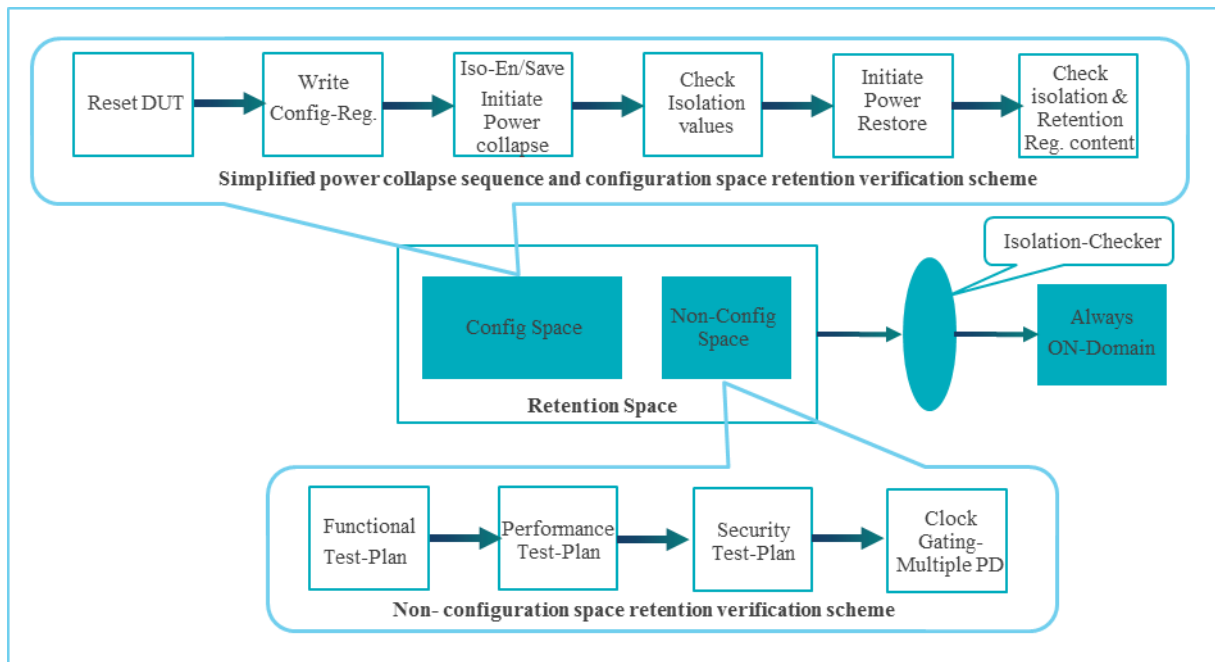 Reset DUT
Write
Config-Reg.
Iso-En/Save
Initiate
Power
collapse
Check
Isolation
values
Initiate
Power
Restore
Check
isolation &
Retention
Reg. content
Simplified power collapse sequence and configuration space retention verification scheme
Isolation-Checker
Config Space
Non-Config
Space
Always
ON-Domain
Retention Space
Functional
Test-Plan
Performance
Test-Plan
Security
Test-Plan
Clock
Gating-
Multiple PD
Non- configuration space retention verification scheme